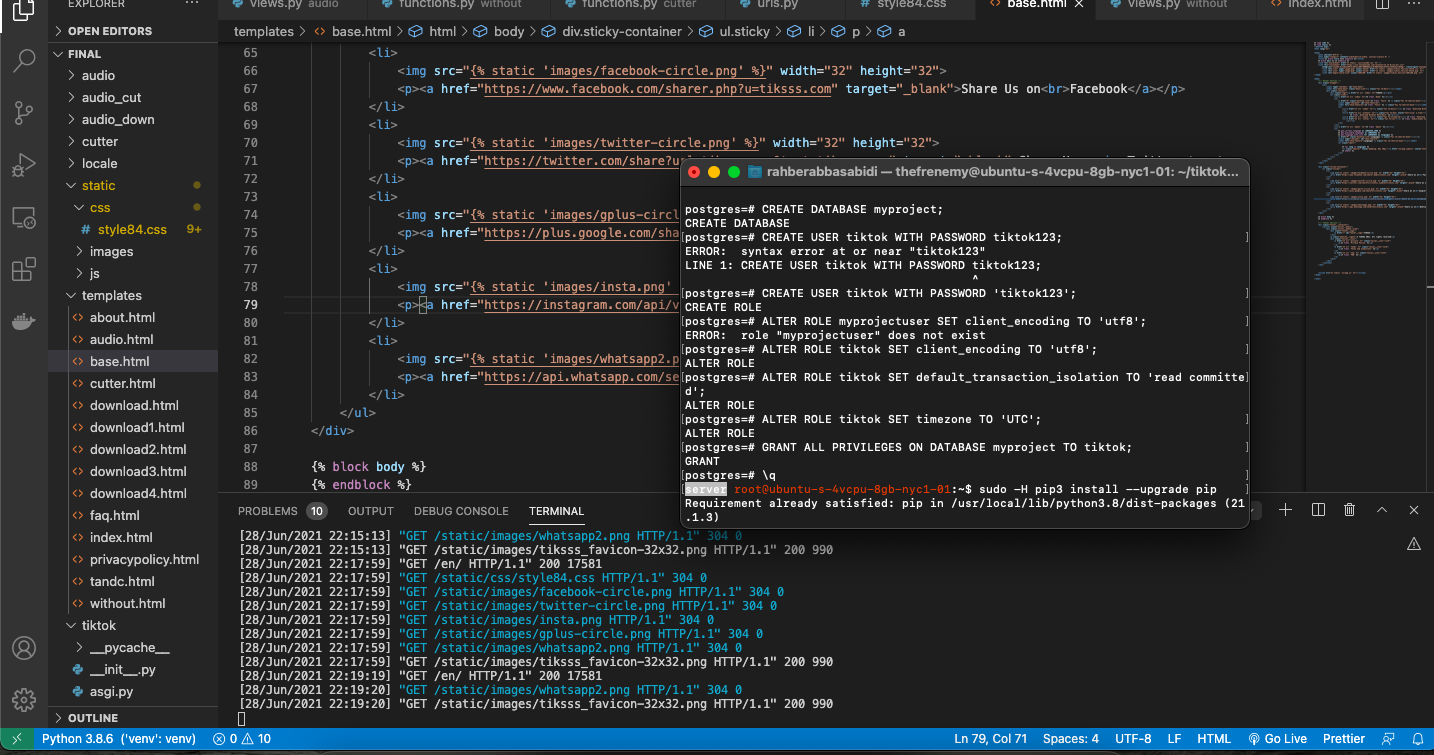 EXPLORER
···
views.py audio
functions.py without
functions.py cutter
urls.py
style84.css
base.html
views.py without
index.html
OPEN EDITORS
templates > base.html > html > body > div.sticky-container > ul.sticky > li > p > a
FINAL
audio
audio_cut
audio_down
cutter
locale
static
css
style84.css 9+
images
js
templates
about.html
audio.html
base.html
cutter.html
download.html
download1.html
download2.html
download3.html
download4.html
faq.html
index.html
privacypolicy.html
tandc.html
without.html
tiktok
__pycache__
__init__.py
asgi.py
OUTLINE
65 <li>
66 <img src="{% static 'images/facebook-circle.png' %}" width="32" height="32">
67 <p><a href="https://www.facebook.com/sharer.php?u=tiksss.com" target="_blank">Share Us on<br>Facebook</a></p>
68 </li>
69 <li>
70 <img src="{% static 'images/twitter-circle.png' %}" width="32" height="32">
71 <p><a href="https://twitter.com/share?u
72 </li>
73 <li>
74 <img src="{% static 'images/gplus-circl
75 <p><a href="https://plus.google.com/sha
76 </li>
77 <li>
78 <img src="{% static 'images/insta.png'
79 <p><a href="https://instagram.com/api/v
80 </li>
81 <li>
82 <img src="{% static 'images/whatsapp2.p
83 <p><a href="https://api.whatsapp.com/se
84 </li>
85 </ul>
86 </div>
87
88 {% block body %}
89 {% endblock %}
rahberabbasabidi — thefrenemy@ubuntu-s-4vcpu-8gb-nyc1-01: ~/tiktok...
postgres=# CREATE DATABASE myproject;
CREATE DATABASE
[postgres=# CREATE USER tiktok WITH PASSWORD tiktok123; ]
ERROR:  syntax error at or near "tiktok123"
LINE 1: CREATE USER tiktok WITH PASSWORD tiktok123;
^
[postgres=# CREATE USER tiktok WITH PASSWORD 'tiktok123'; ]
CREATE ROLE
[postgres=# ALTER ROLE myprojectuser SET client_encoding TO 'utf8'; ]
ERROR:  role "myprojectuser" does not exist
[postgres=# ALTER ROLE tiktok SET client_encoding TO 'utf8'; ]
ALTER ROLE
[postgres=# ALTER ROLE tiktok SET default_transaction_isolation TO 'read committe]
d';
ALTER ROLE
[postgres=# ALTER ROLE tiktok SET timezone TO 'UTC'; ]
ALTER ROLE
[postgres=# GRANT ALL PRIVILEGES ON DATABASE myproject TO tiktok; ]
GRANT
[postgres=# \q ]
[server root@ubuntu-s-4vcpu-8gb-nyc1-01:~$ sudo -H pip3 install --upgrade pip ]
Requirement already satisfied: pip in /usr/local/lib/python3.8/dist-packages (21
.1.3)
PROBLEMS 10 OUTPUT DEBUG CONSOLE TERMINAL
[28/Jun/2021 22:15:13] "GET /static/images/whatsapp2.png HTTP/1.1" 304 0
[28/Jun/2021 22:15:13] "GET /static/images/tiksss_favicon-32x32.png HTTP/1.1" 200 990
[28/Jun/2021 22:17:59] "GET /en/ HTTP/1.1" 200 17581
[28/Jun/2021 22:17:59] "GET /static/css/style84.css HTTP/1.1" 304 0
[28/Jun/2021 22:17:59] "GET /static/images/facebook-circle.png HTTP/1.1" 304 0
[28/Jun/2021 22:17:59] "GET /static/images/twitter-circle.png HTTP/1.1" 304 0
[28/Jun/2021 22:17:59] "GET /static/images/insta.png HTTP/1.1" 304 0
[28/Jun/2021 22:17:59] "GET /static/images/gplus-circle.png HTTP/1.1" 304 0
[28/Jun/2021 22:17:59] "GET /static/images/whatsapp2.png HTTP/1.1" 304 0
[28/Jun/2021 22:17:59] "GET /static/images/tiksss_favicon-32x32.png HTTP/1.1" 200 990
[28/Jun/2021 22:19:19] "GET /en/ HTTP/1.1" 200 17581
[28/Jun/2021 22:19:20] "GET /static/images/whatsapp2.png HTTP/1.1" 304 0
[28/Jun/2021 22:19:20] "GET /static/images/tiksss_favicon-32x32.png HTTP/1.1" 200 990
Python 3.8.6 ('venv': venv) 0 10 Ln 79, Col 71 Spaces: 4 UTF-8 LF HTML Go Live Prettier